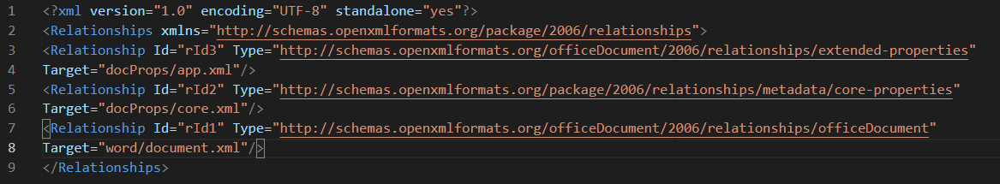 1 <?xml version="1.0" encoding="UTF-8" standalone="yes"?>
2 <Relationships xmlns="http://schemas.openxmlformats.org/package/2006/relationships">
3 <Relationship Id="rId3" Type="http://schemas.openxmlformats.org/officeDocument/2006/relationships/extended-properties"
4 Target="docProps/app.xml"/>
5 <Relationship Id="rId2" Type="http://schemas.openxmlformats.org/package/2006/relationships/metadata/core-properties"
6 Target="docProps/core.xml"/>
7 <Relationship Id="rId1" Type="http://schemas.openxmlformats.org/officeDocument/2006/relationships/officeDocument"
8 Target="word/document.xml"/>
9 </Relationships>